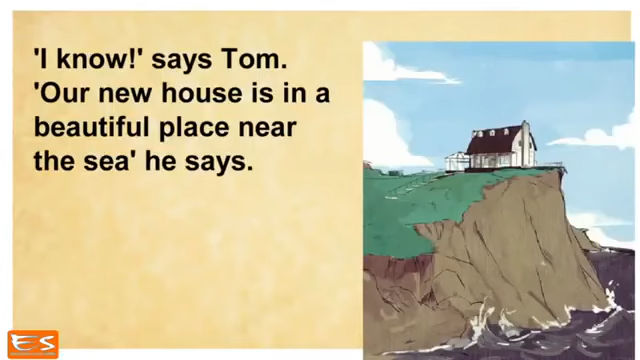 'I know!' says Tom.
'Our new house is in a
beautiful place near
the sea' he says.
ES